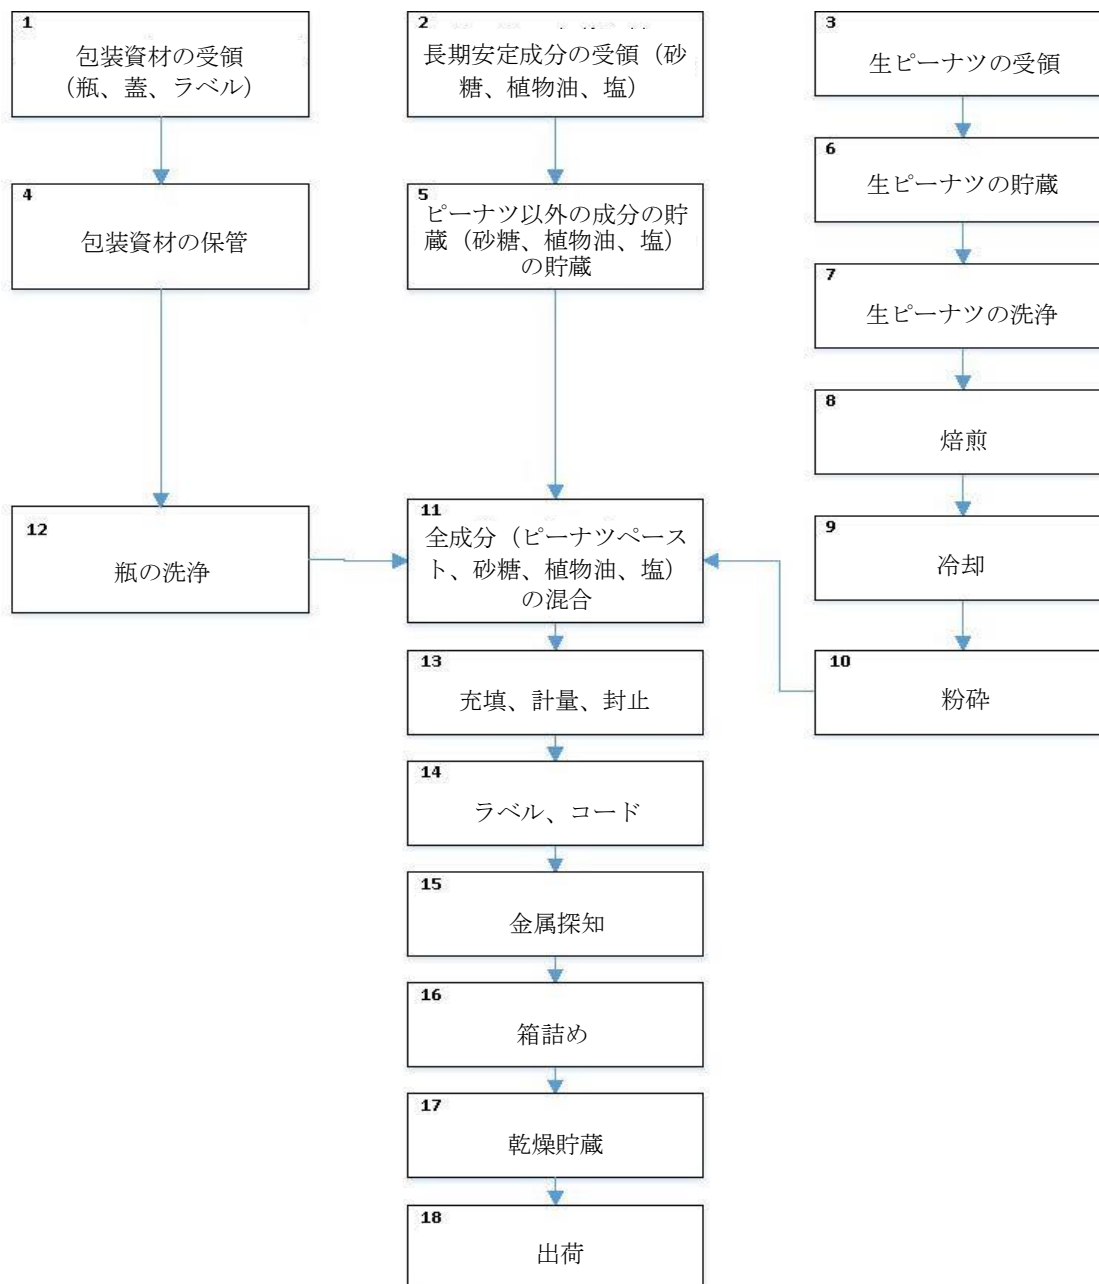 1
包装資材の受領
（瓶、蓋、ラベル）
2
長期安定成分の受領（砂
糖、植物油、塩）
3
生ピーナツの受領
4
包装資材の保管
5
ピーナツ以外の成分の貯
蔵（砂糖、植物油、塩）
の貯蔵
6
生ピーナツの貯蔵
7
生ピーナツの洗浄
8
焙煎
9
冷却
10
粉砕
12
瓶の洗浄
11
全成分（ピーナツペース
ト、砂糖、植物油、塩）
の混合
13
充填、計量、封止
14
ラベル、コード
15
金属探知
16
箱詰め
17
乾燥貯蔵
18
出荷